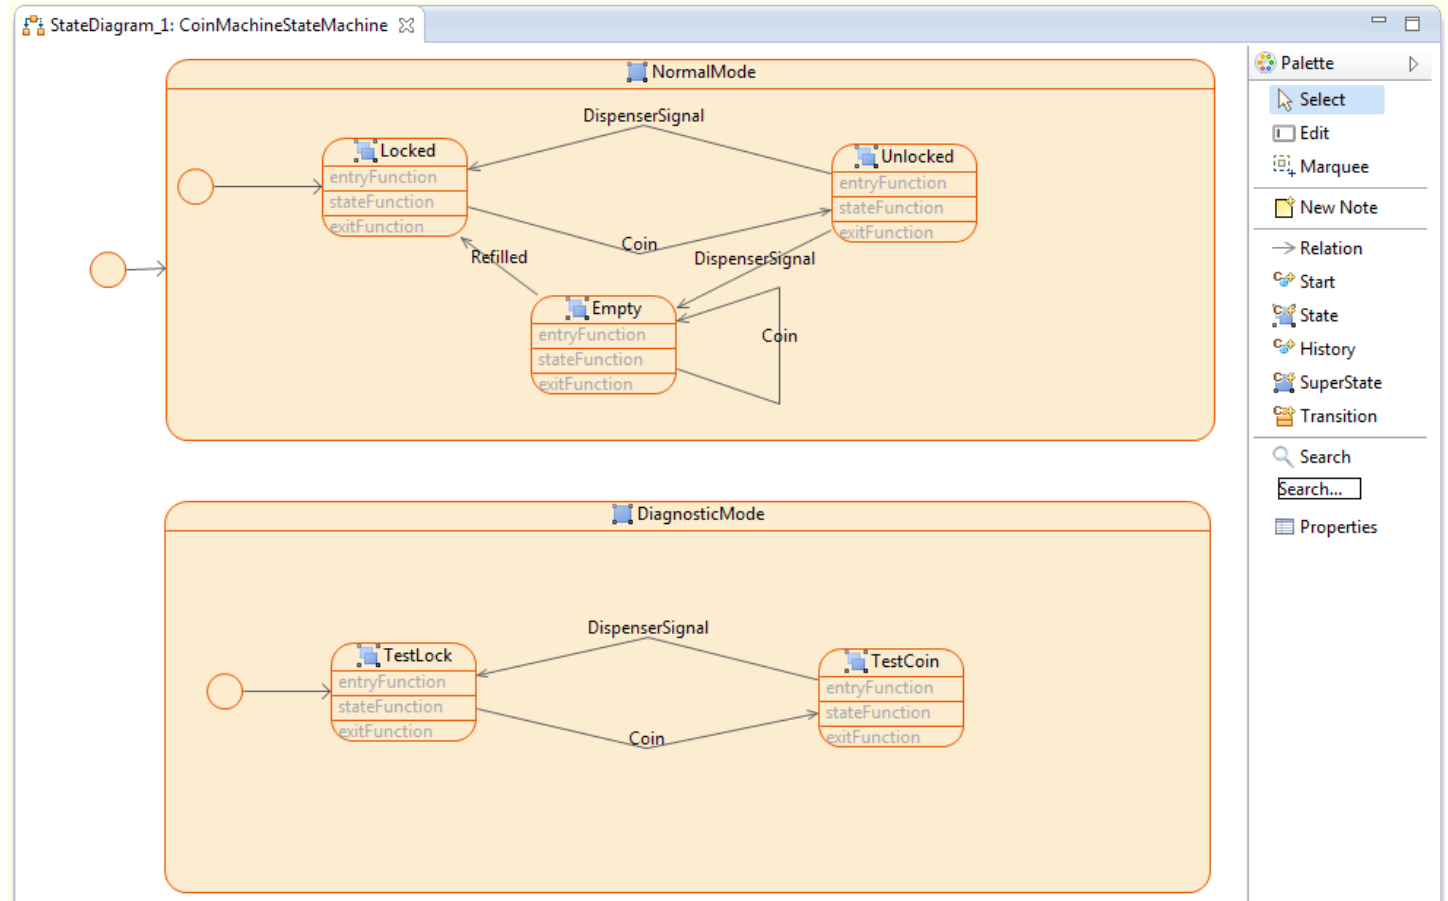 StateDiagram_1: CoinMachineStateMachine
NormalMode
DispenserSignal
Locked
entryFunction
stateFunction
exitFunction
Unlocked
entryFunction
stateFunction
exitFunction
Coin
Refilled
DispenserSignal
Empty
entryFunction
stateFunction
exitFunction
Coin
DiagnosticMode
DispenserSignal
TestLock
entryFunction
stateFunction
exitFunction
TestCoin
entryFunction
stateFunction
exitFunction
Coin
Palette
Select
Edit
Marquee
New Note
Relation
Start
State
History
SuperState
Transition
Search
Search...
Properties